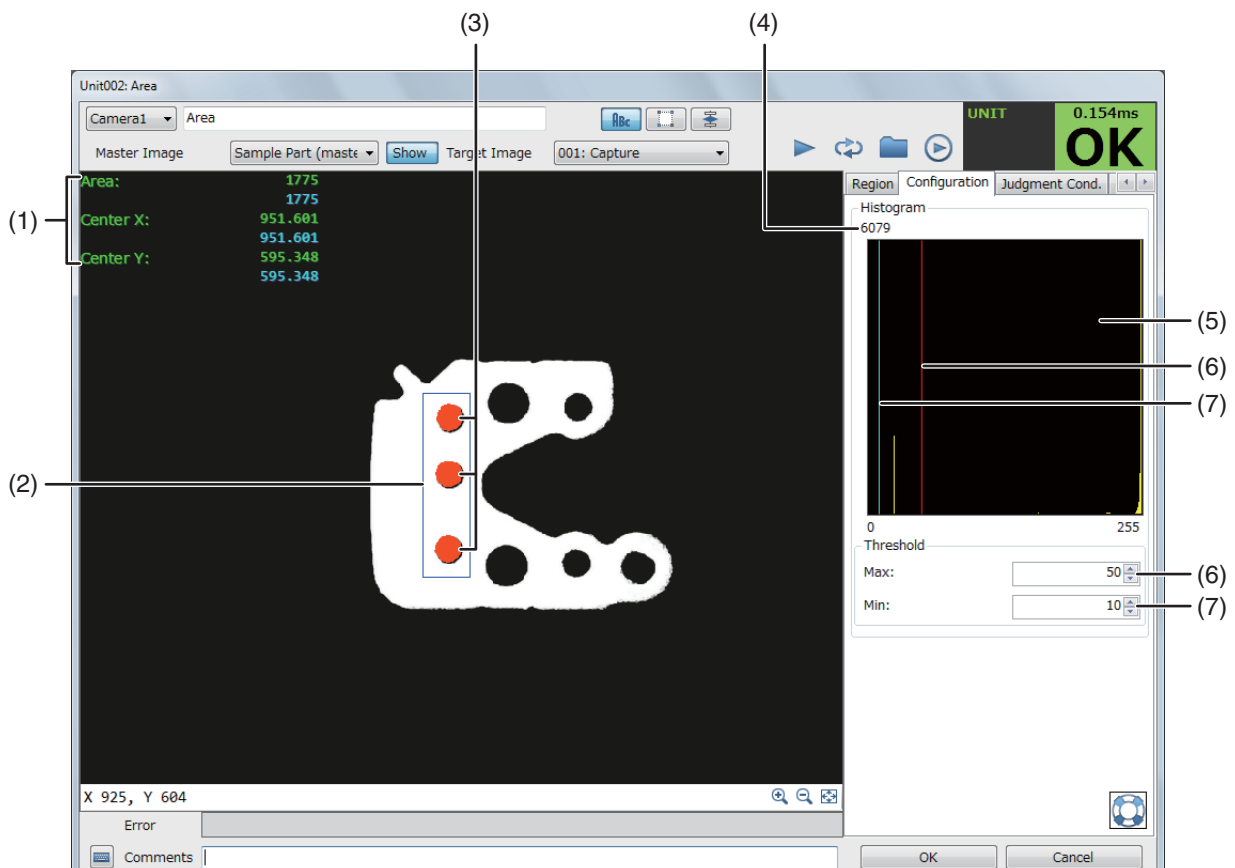 (3) (4)
Unit002: Area
Camera1 Area ABC UNIT 0.154ms
Master Image Sample Part (maste Show Target Image 001: Capture OK
Area: 1775
1775
(1) Center X: 951.601
951.601
Center Y: 595.348
595.348
Region Configuration Judgment Cond.
Histogram
6079
(5)
(6)
(7)
(2)
0 255
Threshold
Max: 50 (6)
Min: 10 (7)
X 925, Y 604
Error
Comments OK Cancel